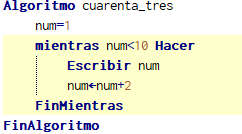 Algoritmo cuarenta_tres
num=1
mientras num<10 Hacer
Escribir num
num←num+2
FinMientras
FinAlgoritmo